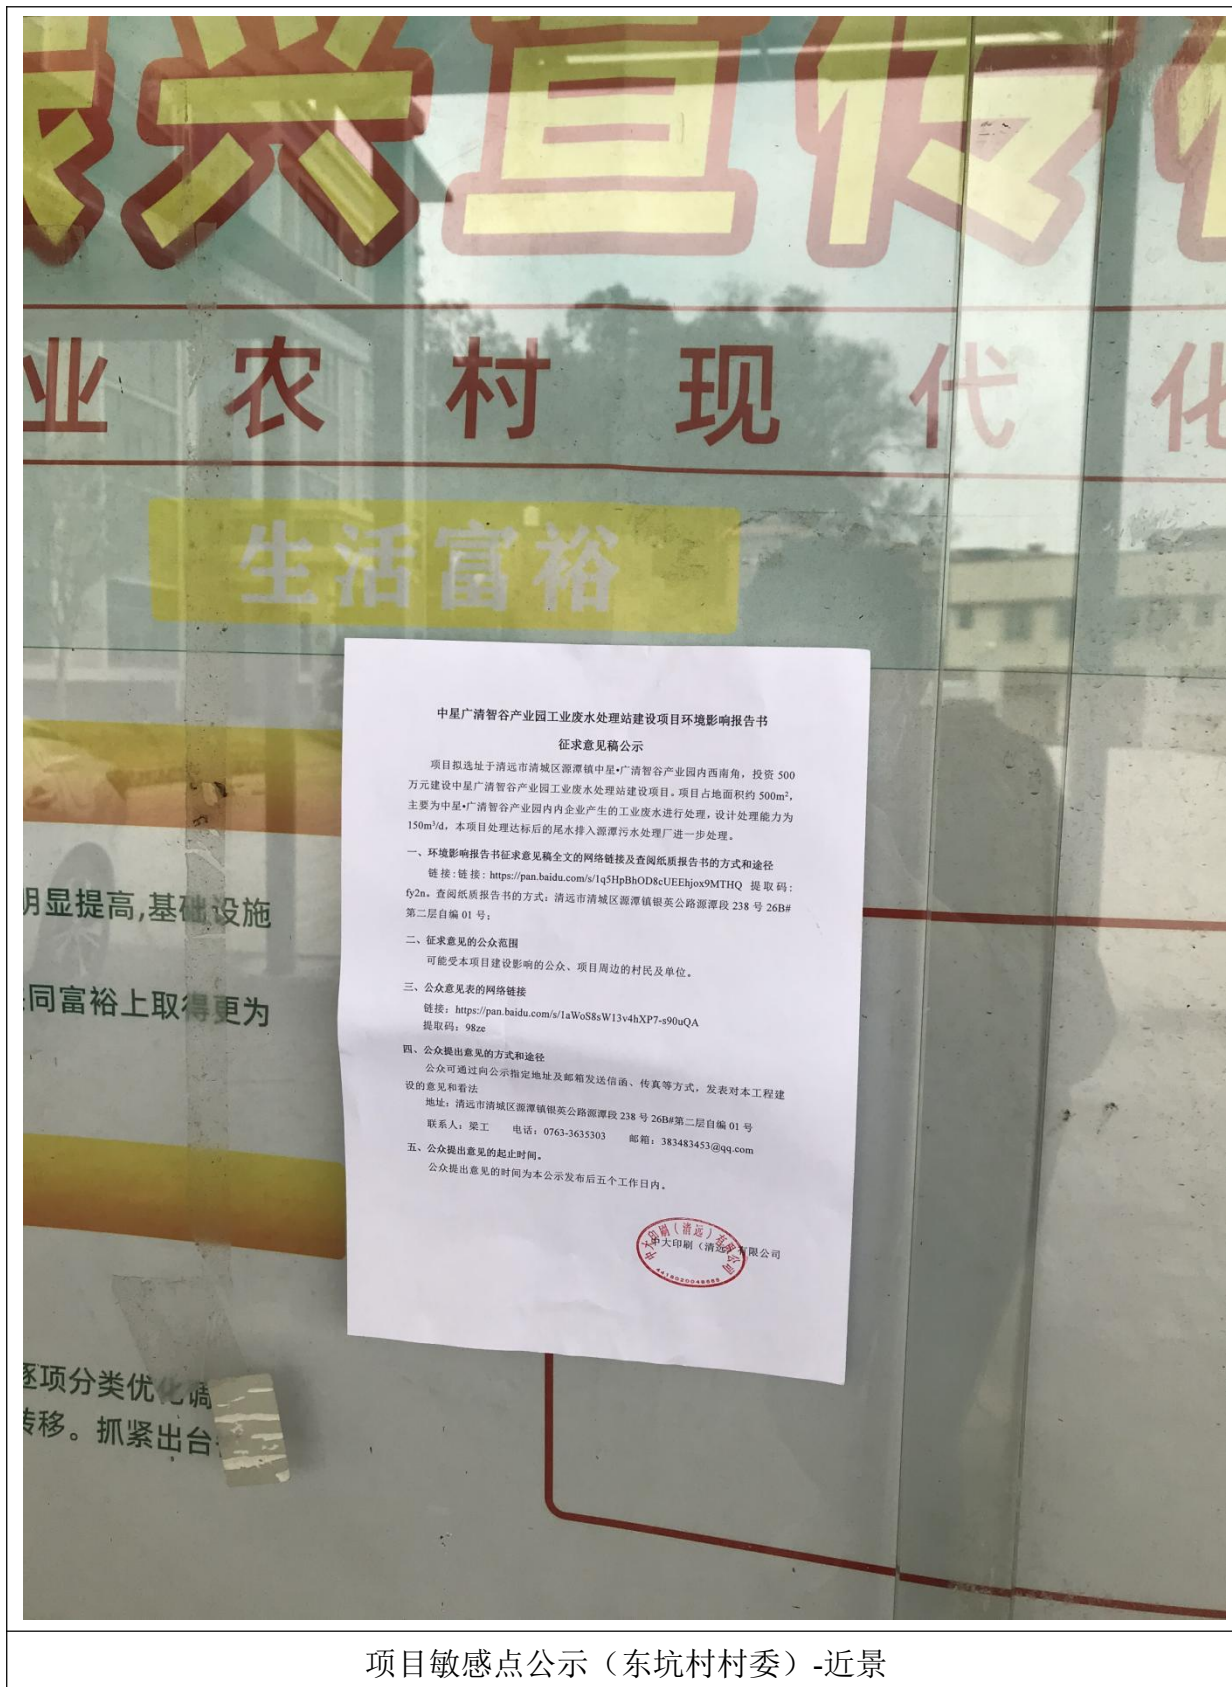 振兴宣传
业农村现代化
生活富裕
明显提高,基础设施
共同富裕上取得更为
中星广清智谷产业园工业废水处理站建设项目环境影响报告书
征求意见稿公示
项目拟选址于清远市清城区源潭镇中星•广清智谷产业园内西南角，投资 500
万元建设中星广清智谷产业园工业废水处理站建设项目。项目占地面积约 500m²，
主要为中星•广清智谷产业园内内企业产生的工业废水进行处理，设计处理能力为
150m³/d，本项目处理达标后的尾水排入源潭污水处理厂进一步处理。
一、环境影响报告书征求意见稿全文的网络链接及查阅纸质报告书的方式和途径
链接:链接：https://pan.baidu.com/s/1q5HpBhOD8cUEEhjox9MTHQ 提取码：
fy2n。查阅纸质报告书的方式：清远市清城区源潭镇银英公路源潭段 238 号 26B#
第二层自编 01 号；
二、征求意见的公众范围
可能受本项目建设影响的公众、项目周边的村民及单位。
三、公众意见表的网络链接
链接：https://pan.baidu.com/s/1aWoS8sW13v4hXP7-s90uQA
提取码：98ze
四、公众提出意见的方式和途径
公众可通过向公示指定地址及邮箱发送信函、传真等方式，发表对本工程建
设的意见和看法
地址：清远市清城区源潭镇银英公路源潭段 238 号 26B#第二层自编 01 号
联系人：梁工 电话：0763-3635303 邮箱：383483453@qq.com
五、公众提出意见的起止时间。
公众提出意见的时间为本公示发布后五个工作日内。
中大印刷（清远）有限公司
中大印刷（清远）有限公司
逐项分类优化调
转移。抓紧出台
项目敏感点公示（东坑村村委）-近景